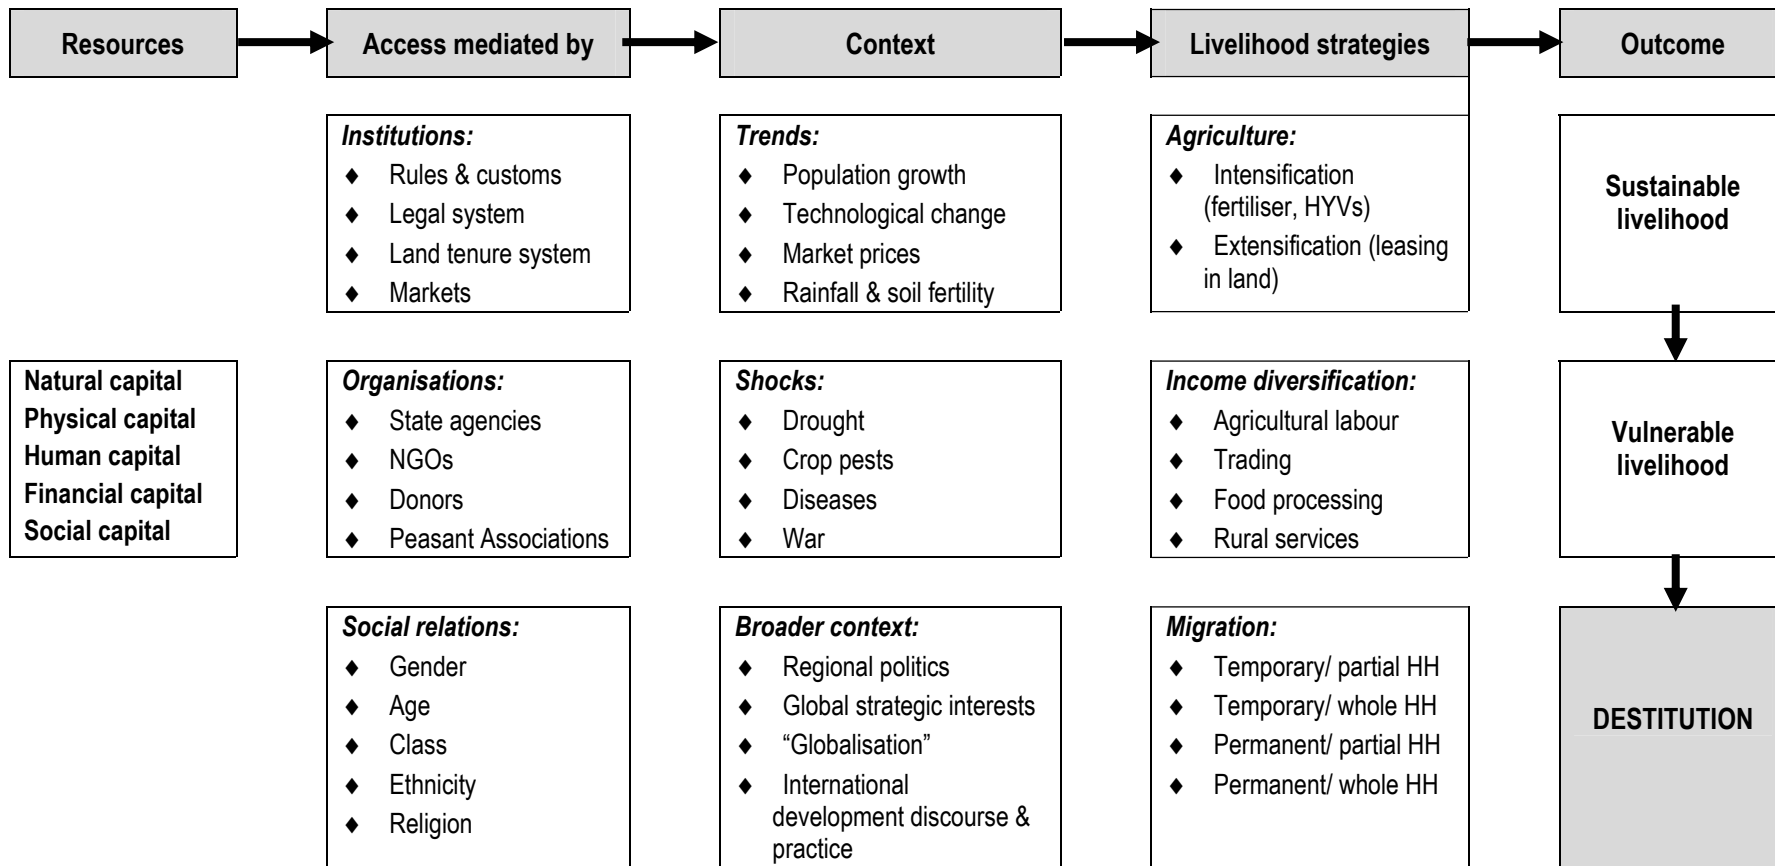 Resources
Access mediated by
Context
Livelihood strategies
Outcome
Institutions:
♦ Rules & customs
♦ Legal system
♦ Land tenure system
♦ Markets
Trends:
♦ Population growth
♦ Technological change
♦ Market prices
♦ Rainfall & soil fertility
Agriculture:
♦ Intensification
(fertiliser, HYVs)
♦ Extensification (leasing
in land)
Sustainable
livelihood
Natural capital
Physical capital
Human capital
Financial capital
Social capital
Organisations:
♦ State agencies
♦ NGOs
♦ Donors
♦ Peasant Associations
Shocks:
♦ Drought
♦ Crop pests
♦ Diseases
♦ War
Income diversification:
♦ Agricultural labour
♦ Trading
♦ Food processing
♦ Rural services
Vulnerable
livelihood
Social relations:
♦ Gender
♦ Age
♦ Class
♦ Ethnicity
♦ Religion
Broader context:
♦ Regional politics
♦ Global strategic interests
♦ “Globalisation”
♦ International
development discourse &
practice
Migration:
♦ Temporary/ partial HH
♦ Temporary/ whole HH
♦ Permanent/ partial HH
♦ Permanent/ whole HH
DESTITUTION